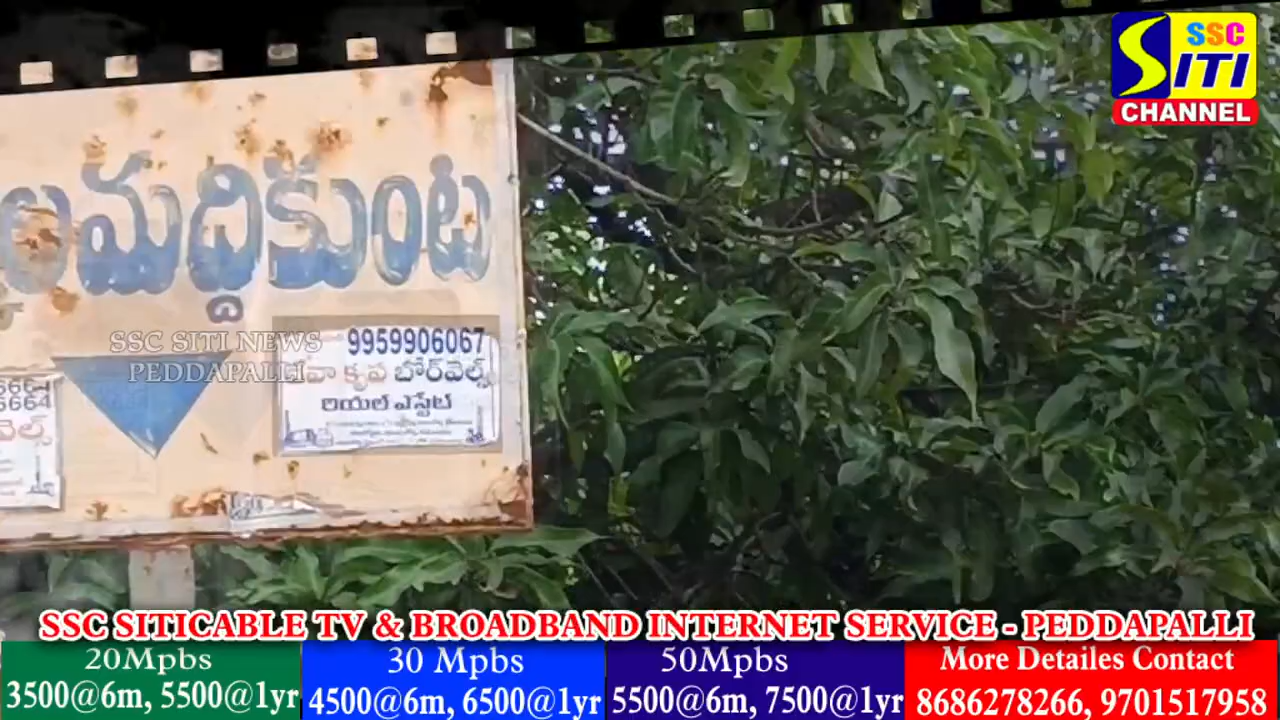 SSC
SITI
CHANNEL
మద్దికుంట
SSC SITI NEWS
PEDDAPALLI
9959906067
కృప బోర్‌వెల్స్
రియల్ ఎస్టేట్
6664
SSC SITICABLE TV & BROADBAND INTERNET SERVICE - PEDDAPALLI
20Mpbs
3500@6m, 5500@1yr
30 Mpbs
4500@6m, 6500@1yr
50Mpbs
5500@6m, 7500@1yr
More Detailes Contact
8686278266, 9701517958